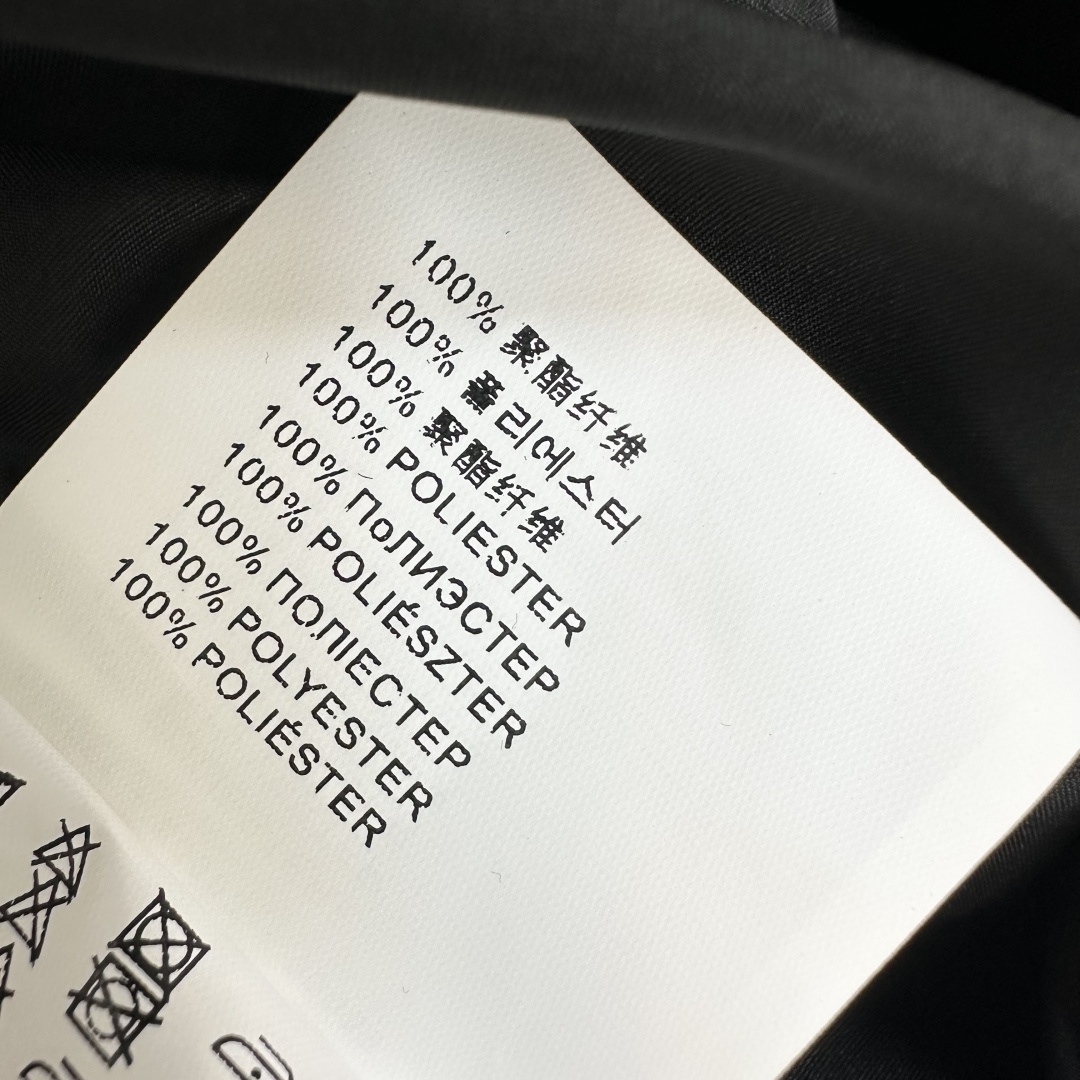 100% 聚酯纤维
100% 폴리에스터
100% 聚酯纤维
100% POLIESTER
100% ПоЛИЭСТЕР
100% POLIÉSZTER
100% ПОЛІЕСТЕР
100% POLYESTER
100% POLIÉSTER